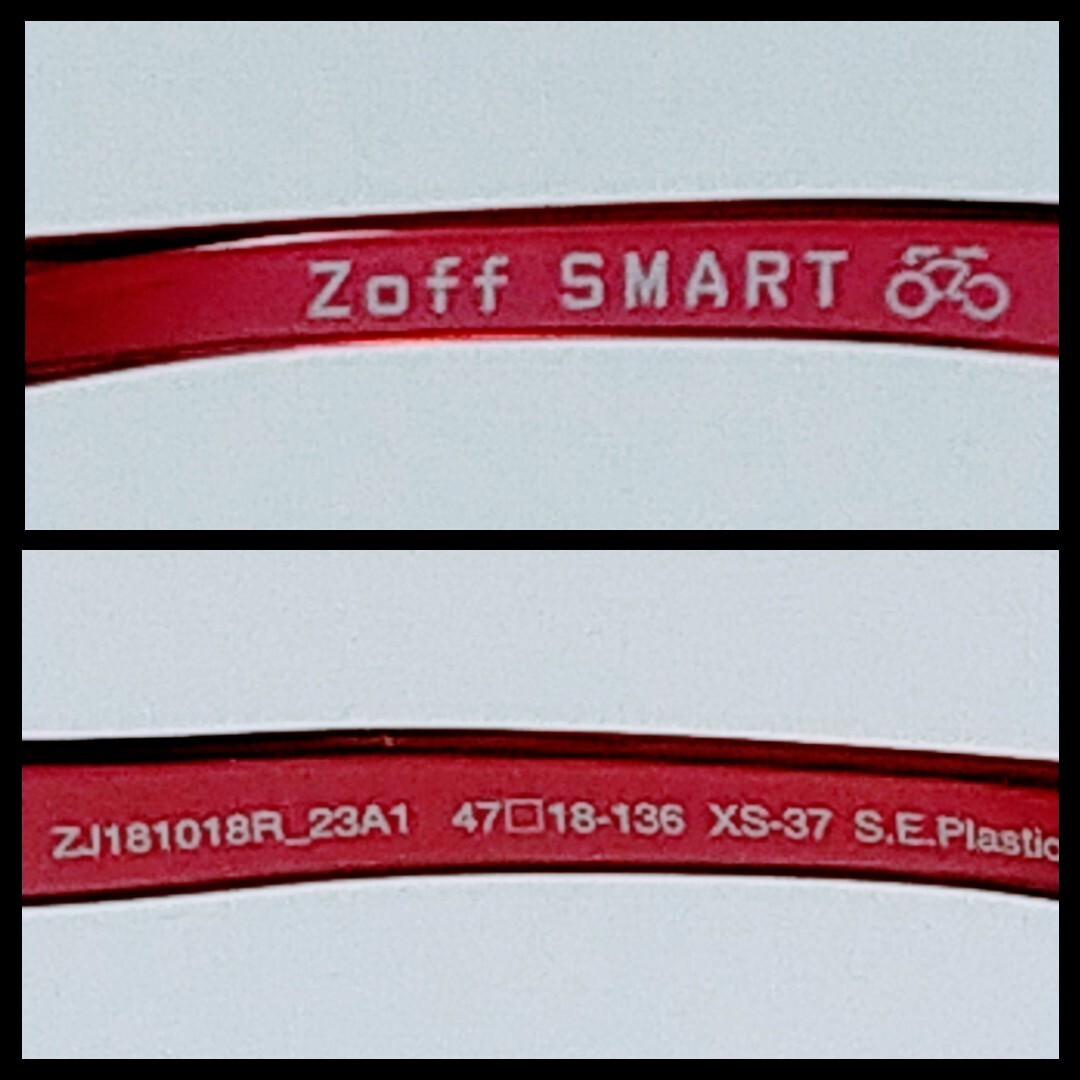 Zoff SMART
ZJ181018R_23A1 47□18-136 XS-37 S.E.Plastic